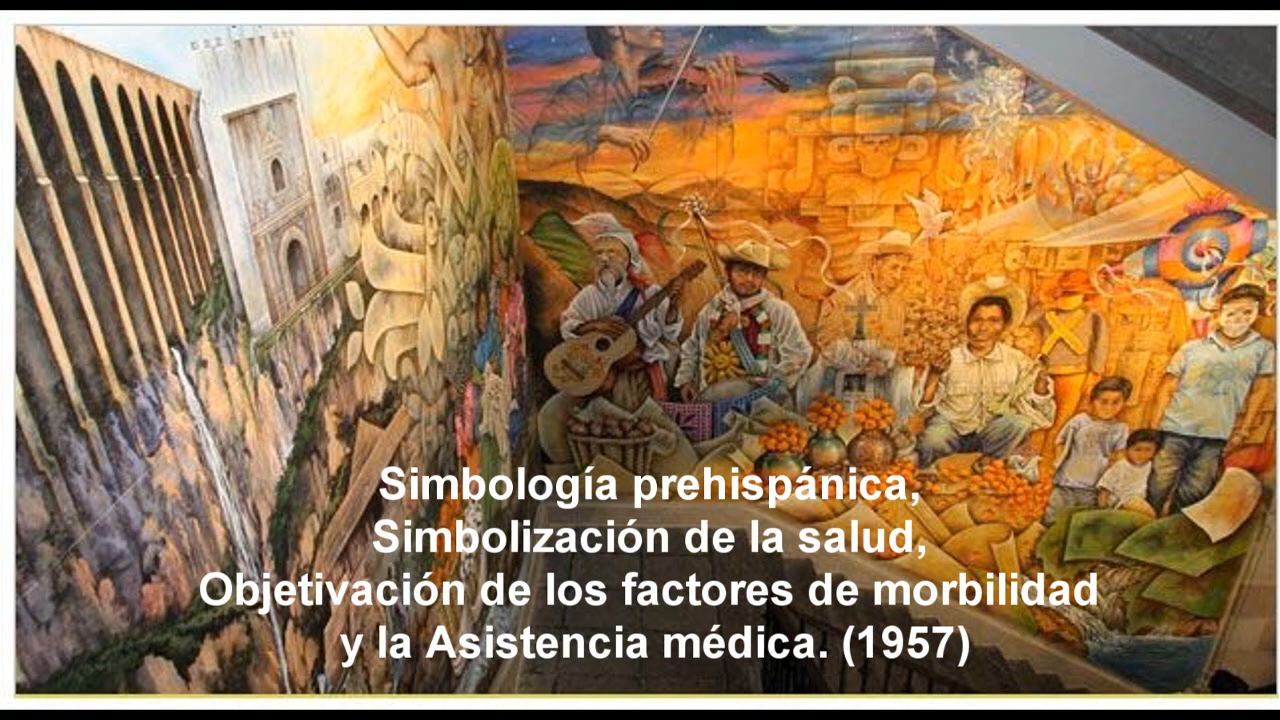 Simbología prehispánica,
Simbolización de la salud,
Objetivación de los factores de morbilidad
y la Asistencia médica. (1957)